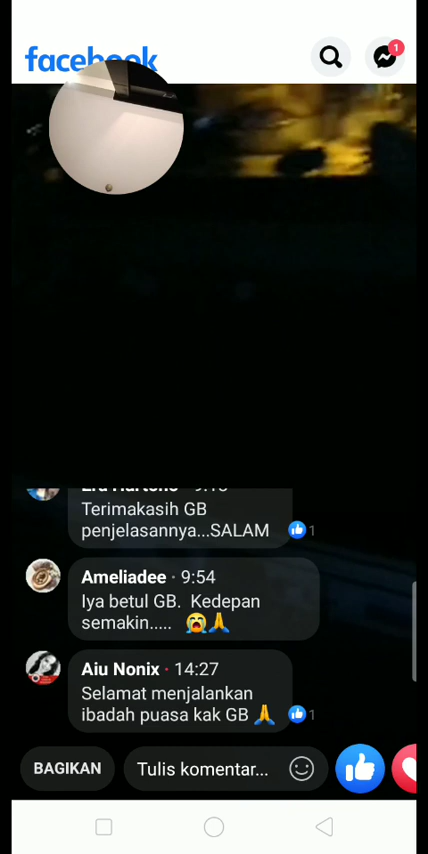 facebook
1
Terimakasih GB
penjelasannya...SALAM
1
Ameliadee · 9:54
Iya betul GB. Kedepan
semakin..... 😭🙏
Aiu Nonix · 14:27
Selamat menjalankan
ibadah puasa kak GB 🙏
1
BAGIKAN
Tulis komentar...